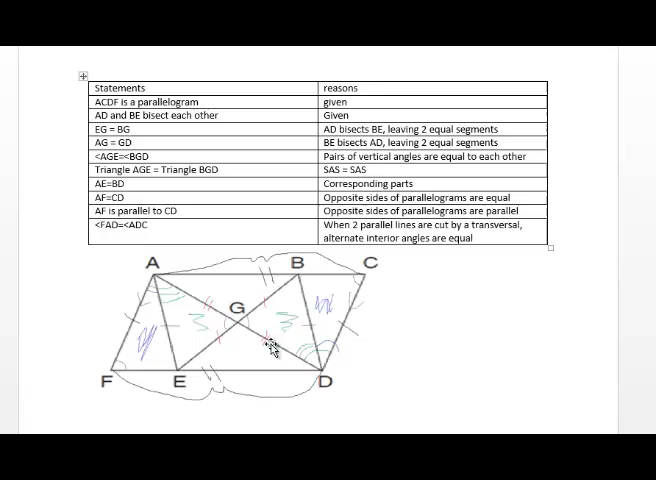 Statements reasons
ACDF is a parallelogram given
AD and BE bisect each other Given
EG = BG AD bisects BE, leaving 2 equal segments
AG = GD BE bisects AD, leaving 2 equal segments
<AGE=<BGD Pairs of vertical angles are equal to each other
Triangle AGE = Triangle BGD SAS = SAS
AE=BD Corresponding parts
AF=CD Opposite sides of parallelograms are equal
AF is parallel to CD Opposite sides of parallelograms are parallel
<FAD=<ADC When 2 parallel lines are cut by a transversal,
alternate interior angles are equal
A B C
G
F E D